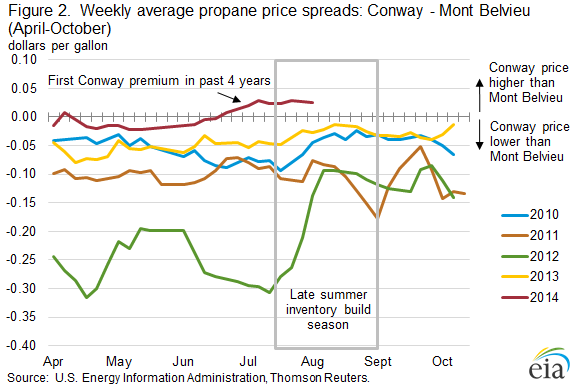 Figure 2.  Weekly average propane price spreads: Conway - Mont Belvieu
(April-October)
dollars per gallon
0.10
0.05
0.00
-0.05
-0.10
-0.15
-0.20
-0.25
-0.30
-0.35
-0.40
First Conway premium in past 4 years
Late summer
inventory build
season
Conway price
higher than
Mont Belvieu
Conway price
lower than
Mont Belvieu
2010
2011
2012
2013
2014
Apr May Jun Jul Aug Sept Oct
Source:  U.S. Energy Information Administration, Thomson Reuters.
eia